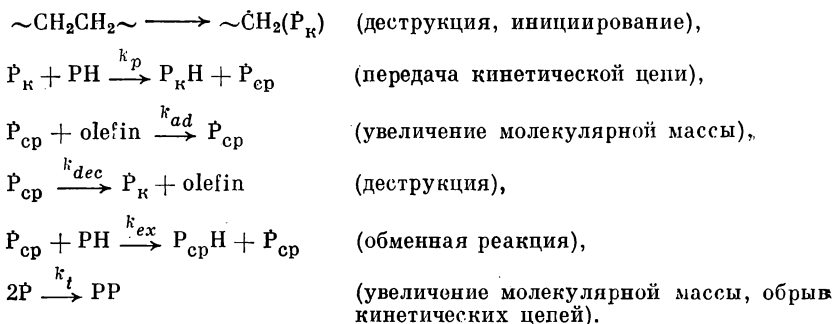 ~CH₂CH₂~ ⟶ ~ĊH₂(Ṗк) (деструкция, инициирование),
Ṗк + PH —kp→ PкH + Ṗср (передача кинетической цепи),
Ṗср + olefin —kad→ Ṗср (увеличение молекулярной массы),
Ṗср —kdec→ Ṗк + olefin (деструкция),
Ṗср + PH —kex→ PсрH + Ṗср (обменная реакция),
2Ṗ —kt→ PP (увеличение молекулярной массы, обрыв
кинетических цепей).